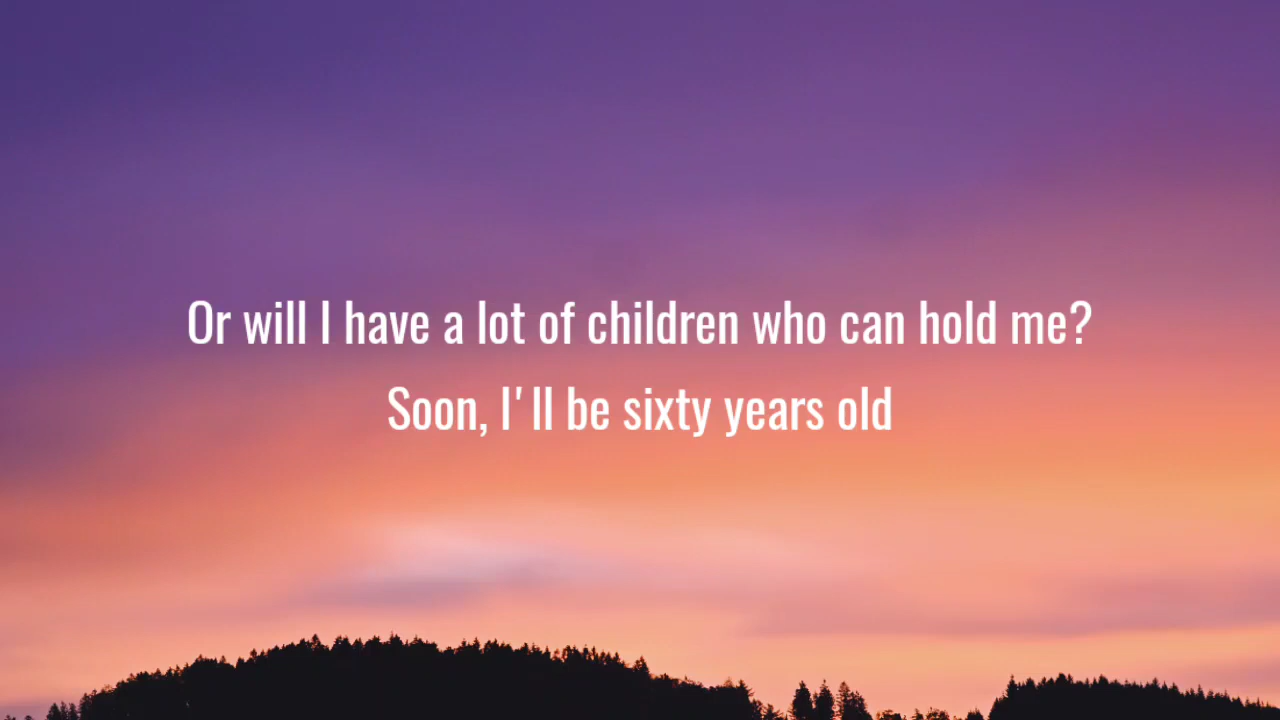 Or will I have a lot of children who can hold me?
Soon, I'll be sixty years old